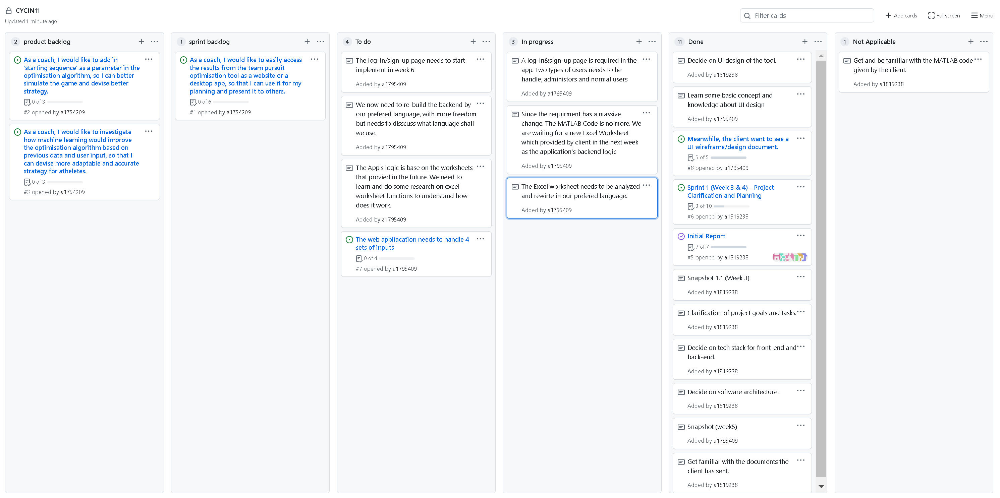 CYCIN11
Updated 1 minute ago
Filter cards
Add cards
Fullscreen
Menu
2 product backlog
As a coach, I would like to add in
'starting sequence' as a parameter in the
optimisation algorithm, so I can better
simulate the game and devise better
strategy.
0 of 3
#2 opened by a1754209
As a coach, I would like to investigate
how machine learning would improve
the optimisation algorithm based on
previous data and user input, so that I
can devise more adaptable and accurate
strategy for atheletes.
0 of 3
#3 opened by a1754209
1 sprint backlog
As a coach, I would like to easily access
the results from the team pursuit
optimisation tool as a website or a
desktop app, so that I can use it for my
planning and present it to others.
0 of 6
#1 opened by a1754209
4 To do
The log-in/sign-up page needs to start
implement in week 6
Added by a1795409
We now need to re-build the backend by
our prefered language, with more freedom
but needs to disscuss what language shall
we use.
Added by a1795409
The App's logic is base on the worksheets
that provied in the future. We need to
learn and do some research on excel
worksheet functions to understand how
does it work.
Added by a1795409
The web appliacation needs to handle 4
sets of inputs
0 of 4
#7 opened by a1795409
3 In progress
A log-in&sign-up page is required in the
app. Two types of users needs to be
handle, administors and normal users
Added by a1795409
Since the requirment has a massive
change. The MATLAB Code is no more. We
are waiting for a new Excel Worksheet
which provided by client in the next week
as the application's backend logic
Added by a1795409
The Excel worksheet needs to be analyzed
and rewirte in our prefered language.
Added by a1795409
11 Done
Decide on UI design of the tool.
Added by a1819238
Learn some basic concept and
knowledge about UI design
Added by a1795409
Meanwhile, the client want to see a
UI wireframe/design document.
5 of 5
#8 opened by a1795409
Sprint 1 (Week 3 & 4) - Project
Clarification and Planning
3 of 10
#6 opened by a1819238
Initial Report
7 of 7
#5 opened by a1819238
Snapshot 1.1 (Week 3)
Added by a1819238
Clarification of project goals and tasks.
Added by a1819238
Decide on tech stack for front-end and
back-end.
Added by a1819238
Decide on software architecture.
Added by a1819238
Snapshot (week5)
Added by a1795409
Get familiar with the documents the
client has sent.
Added by a1819238
1 Not Applicable
Get and be familiar with the MATLAB code
given by the client.
Added by a1819238